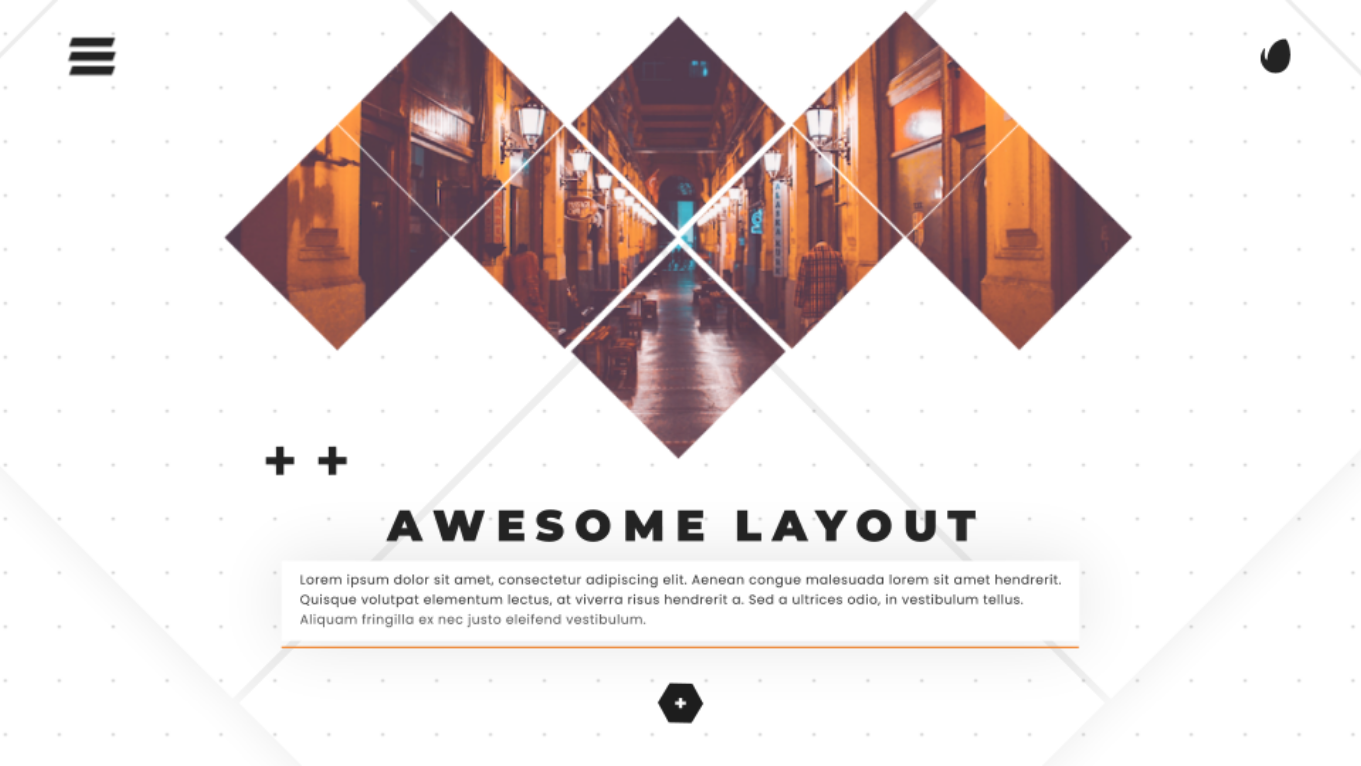 AWESOME LAYOUT
Lorem ipsum dolor sit amet, consectetur adipiscing elit. Aenean congue malesuada lorem sit amet hendrerit.
Quisque volutpat elementum lectus, at viverra risus hendrerit a. Sed a ultrices odio, in vestibulum tellus.
Aliquam fringilla ex nec justo eleifend vestibulum.